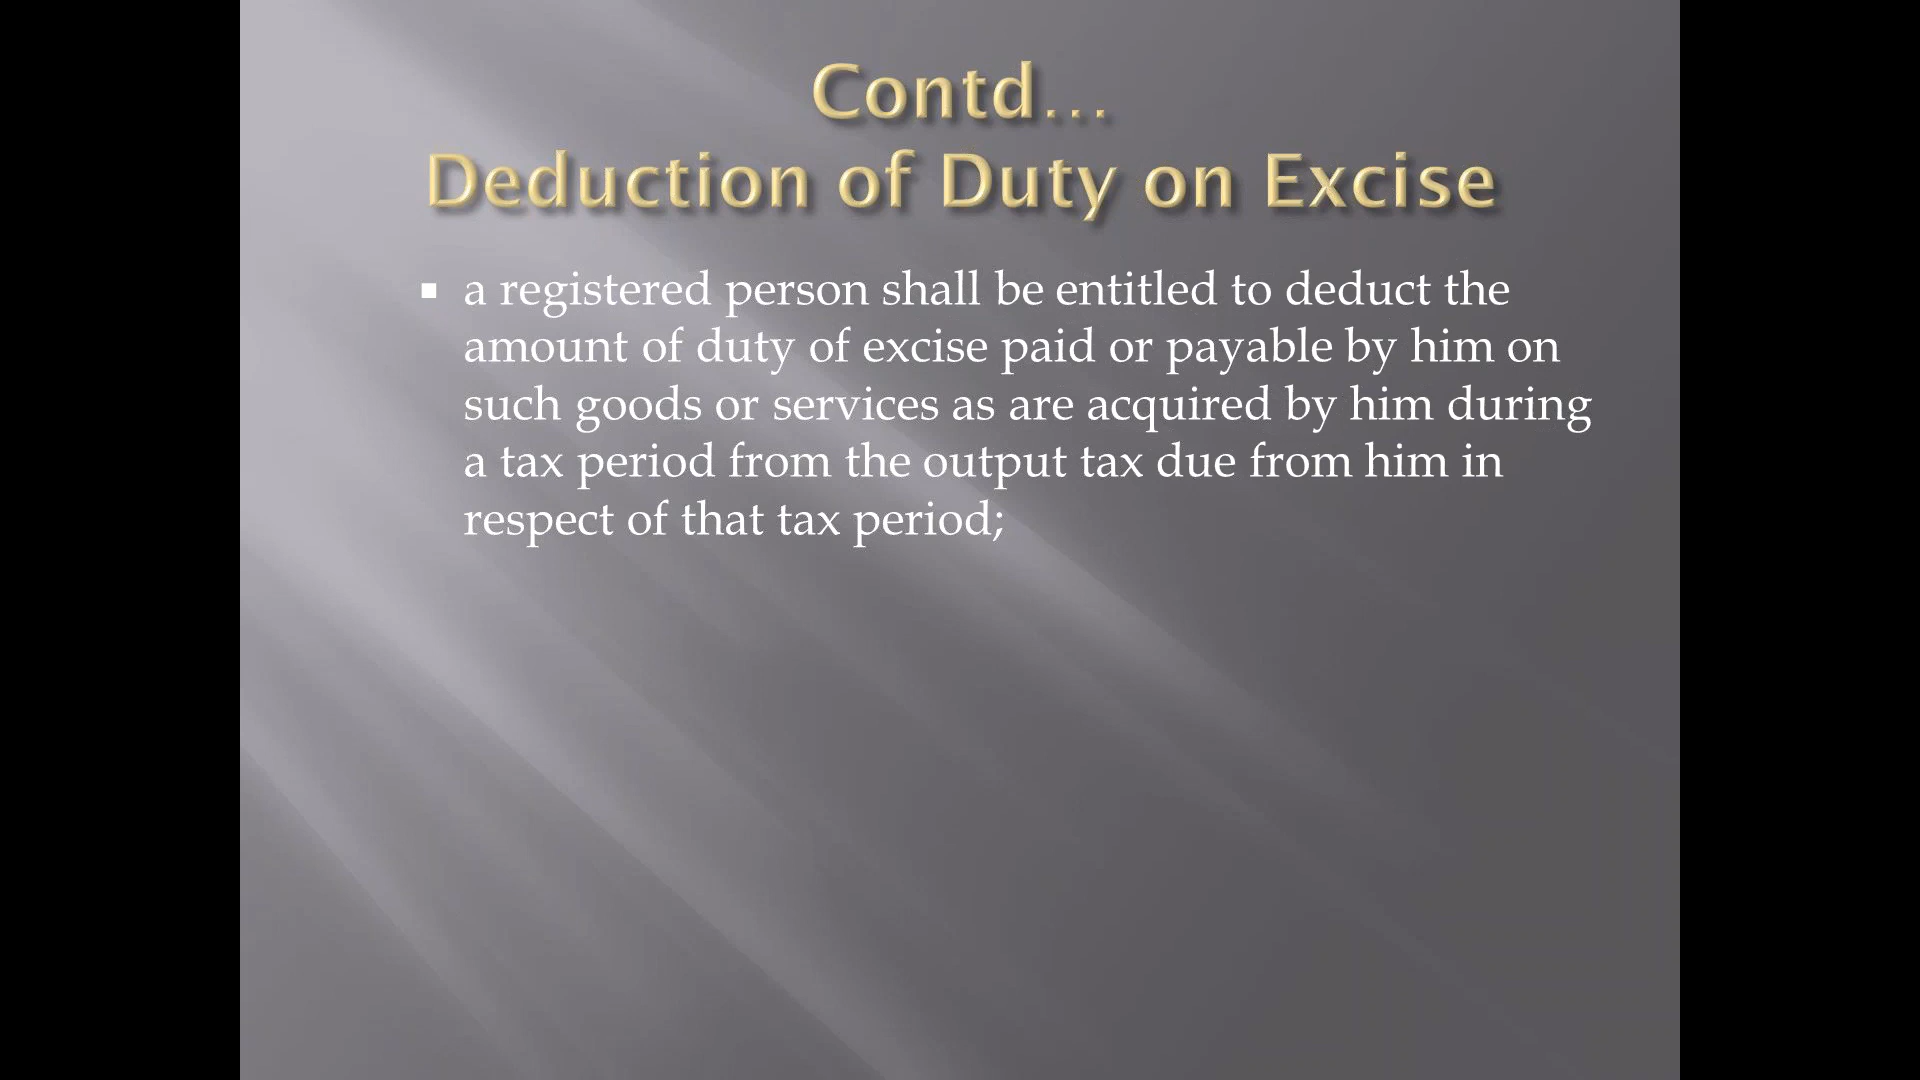 Contd...
Deduction of Duty on Excise
▪ a registered person shall be entitled to deduct the
amount of duty of excise paid or payable by him on
such goods or services as are acquired by him during
a tax period from the output tax due from him in
respect of that tax period;